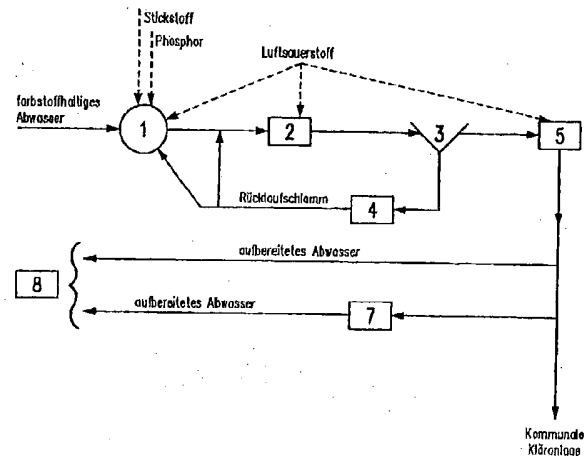 Stickstoff
Phosphor
Luftsauerstoff
farbstoffhaltiges
Abwasser
1
2
3
5
Rücklaufschlamm
4
aufbereitetes Abwasser
8
aufbereitetes Abwasser
7
Kommunale
Kläranlage